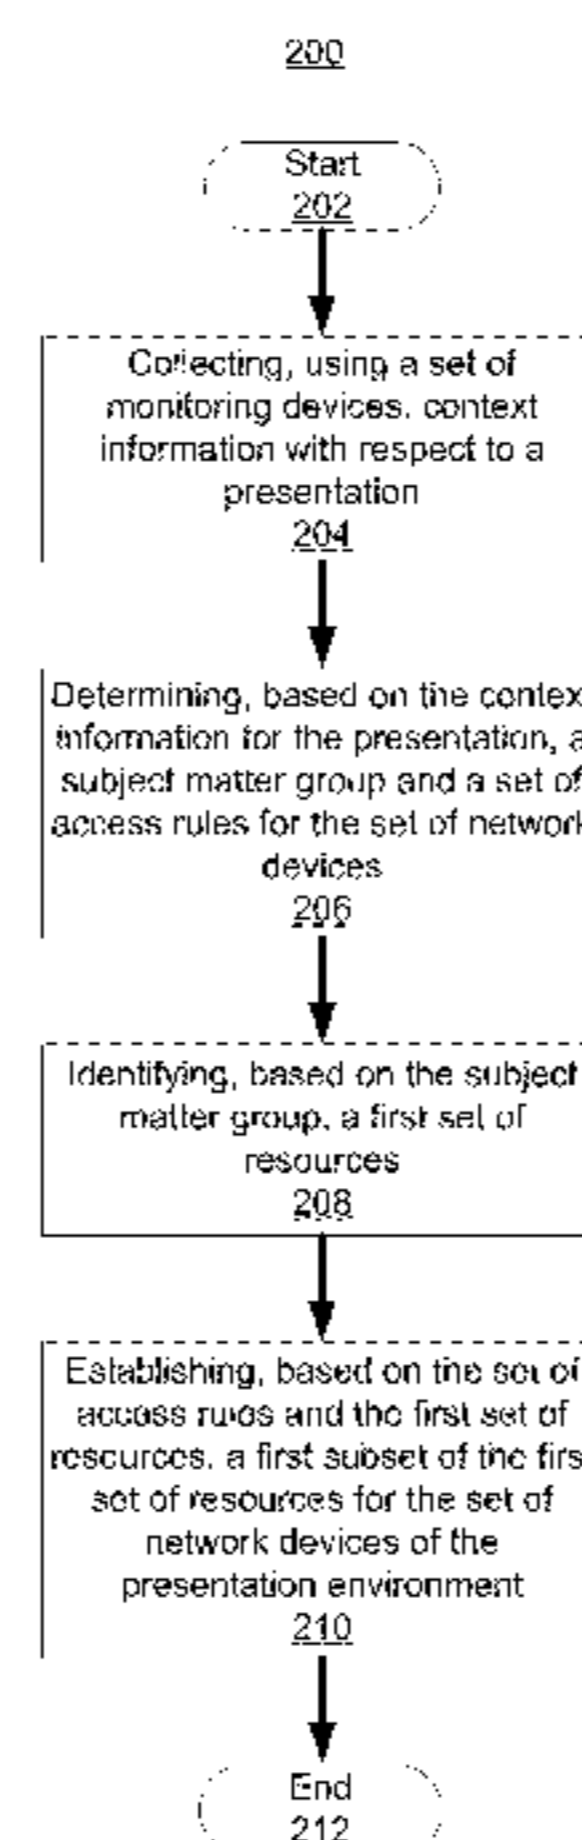 200
Start
202
Collecting, using a set of
monitoring devices, context
information with respect to a
presentation
204
Determining, based on the contex
information for the presentation, a
subject matter group and a set of
access rules for the set of network
devices
206
Identifying, based on the subject
matter group, a first set of
resources
208
Establishing, based on the set of
access rules and the first set of
resources, a first subset of the firs
set of resources for the set of
network devices of the
presentation environment
210
End
212